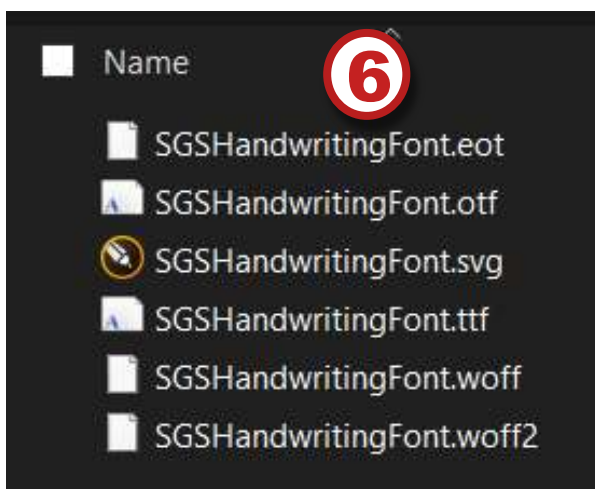 Name
6
SGSHandwritingFont.eot
SGSHandwritingFont.otf
SGSHandwritingFont.svg
SGSHandwritingFont.ttf
SGSHandwritingFont.woff
SGSHandwritingFont.woff2